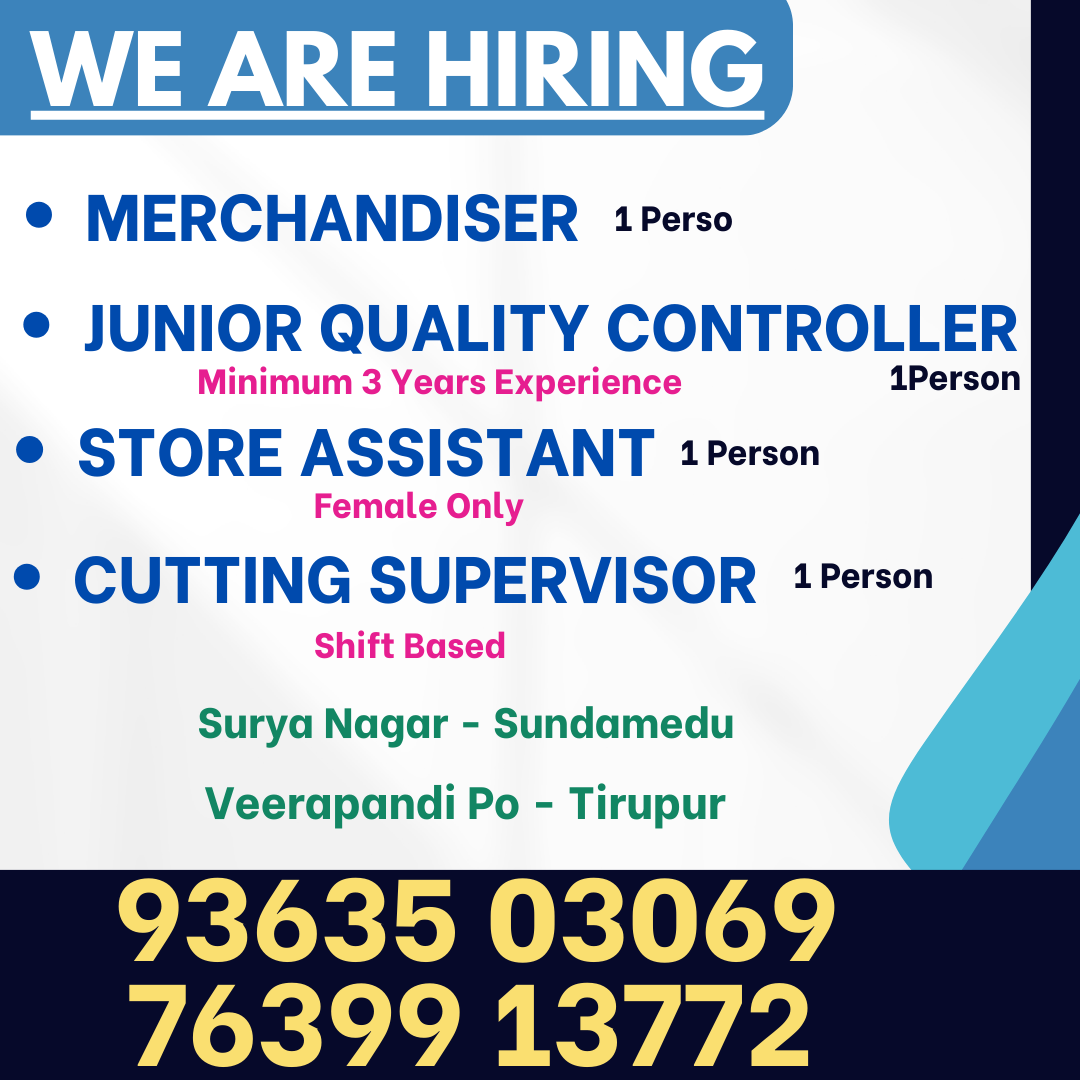 WE ARE HIRING
• MERCHANDISER 1 Perso
• JUNIOR QUALITY CONTROLLER
Minimum 3 Years Experience 1Person
• STORE ASSISTANT 1 Person
Female Only
• CUTTING SUPERVISOR 1 Person
Shift Based
Surya Nagar - Sundamedu
Veerapandi Po - Tirupur
93635 03069
76399 13772